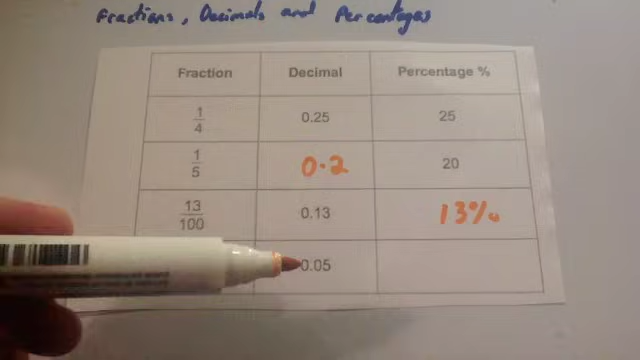 Fractions, Decimals and Percentages
Fraction Decimal Percentage %
1/4 0.25 25
1/5 0.2 20
13/100 0.13 13%
0.05